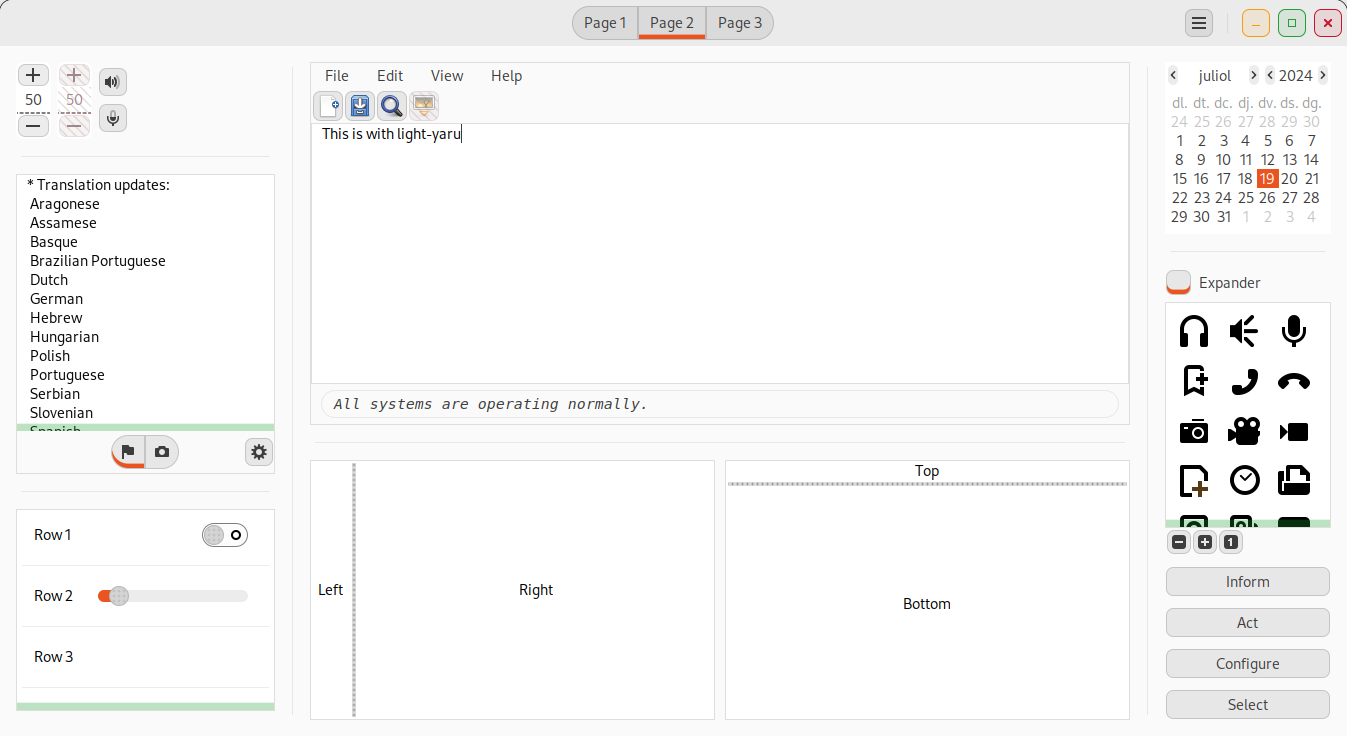 Page 1 Page 2 Page 3
50 50
* Translation updates:
Aragonese
Assamese
Basque
Brazilian Portuguese
Dutch
German
Hebrew
Hungarian
Polish
Portuguese
Serbian
Slovenian
Spanish
Row 1
Row 2
Row 3
File Edit View Help
This is with light-yaru
All systems are operating normally.
Left Right
Top
Bottom
juliol 2024
dl. dt. dc. dj. dv. ds. dg.
24 25 26 27 28 29 30
1 2 3 4 5 6 7
8 9 10 11 12 13 14
15 16 17 18 19 20 21
22 23 24 25 26 27 28
29 30 31 1 2 3 4
Expander
1
Inform
Act
Configure
Select